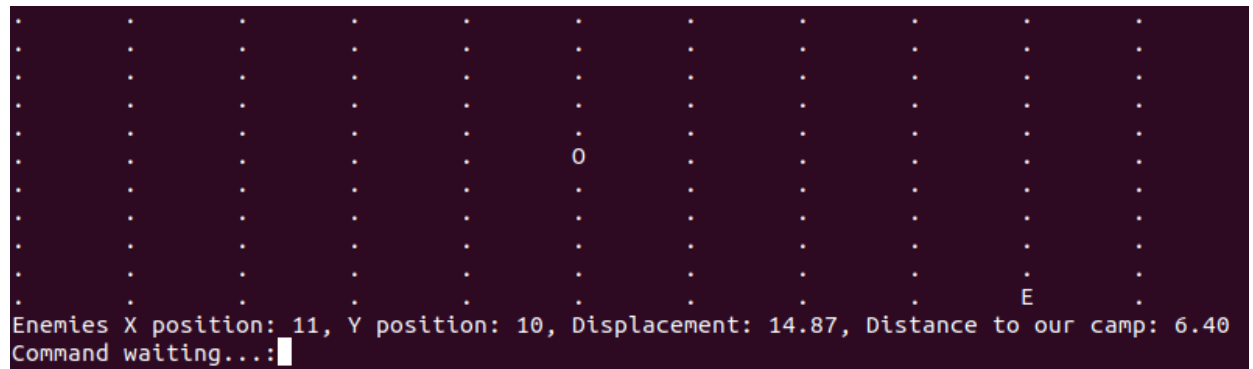 . . . . . . . . . . .
. . . . . . . . . . .
. . . . . . . . . . .
. . . . . . . . . . .
. . . . . . . . . . .
. . . . . O . . . . .
. . . . . . . . . . .
. . . . . . . . . . .
. . . . . . . . . . .
. . . . . . . . . . .
. . . . . . . . . E .
Enemies X position: 11, Y position: 10, Displacement: 14.87, Distance to our camp: 6.40
Command waiting...: